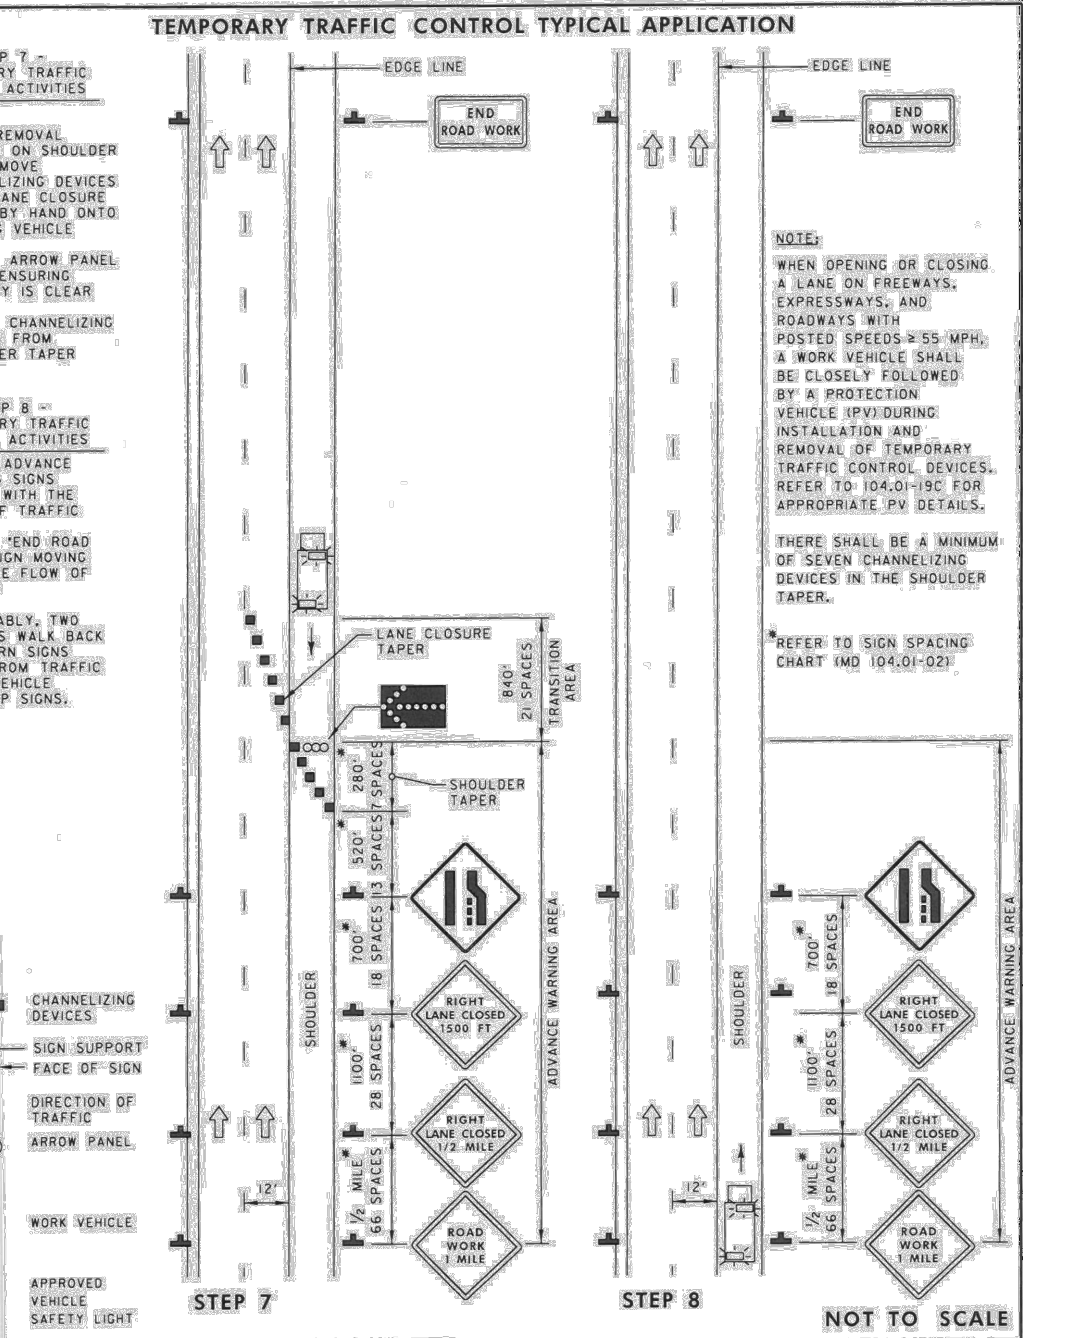 TEMPORARY TRAFFIC CONTROL TYPICAL APPLICATION
P 7 -
RY TRAFFIC
ACTIVITIES
REMOVAL
ON SHOULDER
MOVE
LIZING DEVICES
ANE CLOSURE
BY HAND ONTO
VEHICLE
ARROW PANEL
ENSURING
Y IS CLEAR
CHANNELIZING
FROM
ER TAPER
P 8 -
RY TRAFFIC
ACTIVITIES
ADVANCE
SIGNS
WITH THE
F TRAFFIC
"END ROAD
IGN MOVING
E FLOW OF
ABLY, TWO
S WALK BACK
RN SIGNS
ROM TRAFFIC
EHICLE
P SIGNS.
CHANNELIZING
DEVICES
SIGN SUPPORT
FACE OF SIGN
DIRECTION OF
TRAFFIC
ARROW PANEL
WORK VEHICLE
APPROVED
VEHICLE
SAFETY LIGHT
EDGE LINE
END
ROAD WORK
LANE CLOSURE
TAPER
840'
21 SPACES
TRANSITION
AREA
* 280'
7 SPACES
SHOULDER
TAPER
* 520'
13 SPACES
* 700'
18 SPACES
RIGHT
LANE CLOSED
1500 FT
SHOULDER
* 1100'
28 SPACES
ADVANCE WARNING AREA
RIGHT
LANE CLOSED
1/2 MILE
12'
* 1/2 MILE
66 SPACES
ROAD
WORK
1 MILE
STEP 7
EDGE LINE
END
ROAD WORK
NOTE:
WHEN OPENING OR CLOSING
A LANE ON FREEWAYS,
EXPRESSWAYS, AND
ROADWAYS WITH
POSTED SPEEDS ≥ 55 MPH,
A WORK VEHICLE SHALL
BE CLOSELY FOLLOWED
BY A PROTECTION
VEHICLE (PV) DURING
INSTALLATION AND
REMOVAL OF TEMPORARY
TRAFFIC CONTROL DEVICES.
REFER TO 104.01-19C FOR
APPROPRIATE PV DETAILS.
THERE SHALL BE A MINIMUM
OF SEVEN CHANNELIZING
DEVICES IN THE SHOULDER
TAPER.
*REFER TO SIGN SPACING
CHART (MD 104.01-02)
* 700'
18 SPACES
RIGHT
LANE CLOSED
1500 FT
SHOULDER
* 1100'
28 SPACES
ADVANCE WARNING AREA
RIGHT
LANE CLOSED
1/2 MILE
12'
* 1/2 MILE
66 SPACES
ROAD
WORK
1 MILE
STEP 8
NOT TO SCALE